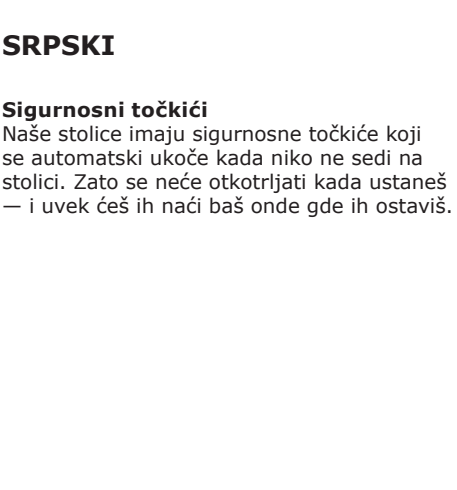 SRPSKI
Sigurnosni točkići
Naše stolice imaju sigurnosne točkiće koji
se automatski ukoče kada niko ne sedi na
stolici. Zato se neće otkotrljati kada ustaneš
— i uvek ćeš ih naći baš onde gde ih ostaviš.